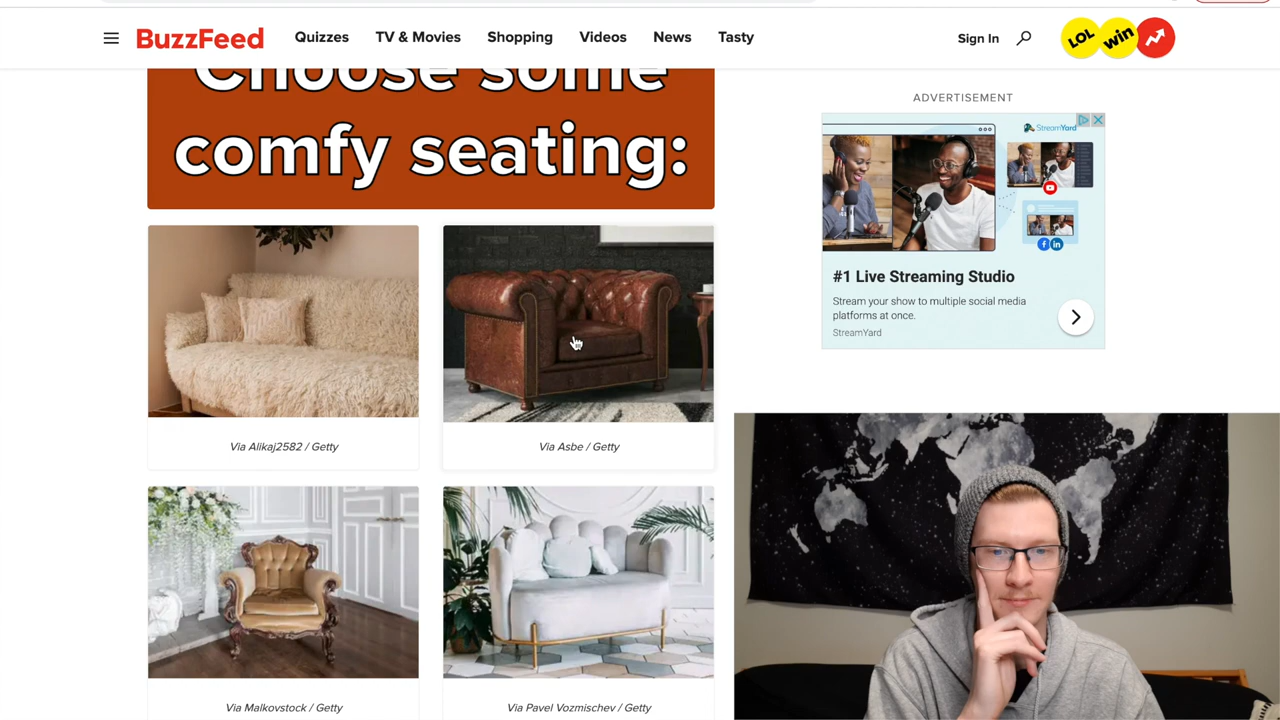 BuzzFeed
Quizzes
TV & Movies
Shopping
Videos
News
Tasty
Sign In
LOL
win
Choose some
comfy seating:
Via Alikaj2582 / Getty
Via Asbe / Getty
Via Malkovstock / Getty
Via Pavel Vozmischev / Getty
ADVERTISEMENT
StreamYard
#1 Live Streaming Studio
Stream your show to multiple social media
platforms at once.
StreamYard